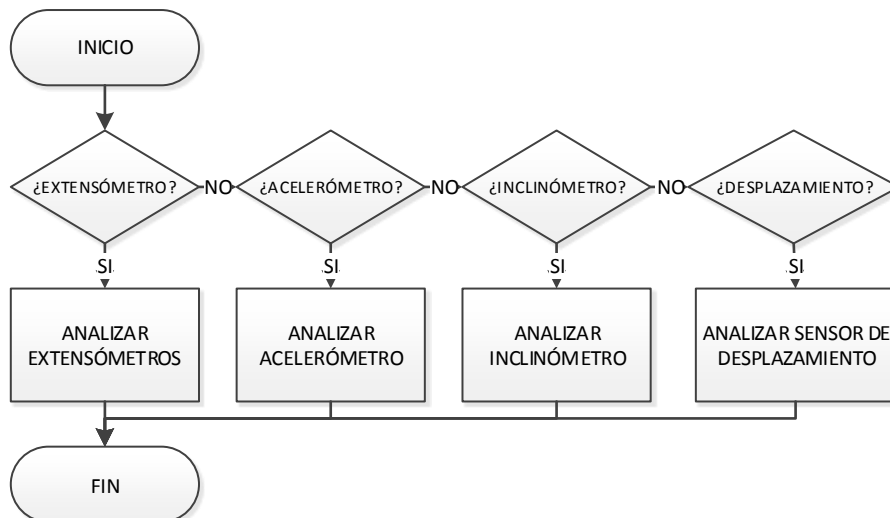 INICIO
¿EXTENSÓMETRO?
NO
¿ACELERÓMETRO?
NO
¿INCLINÓMETRO?
NO
¿DESPLAZAMIENTO?
SI
SI
SI
SI
ANALIZAR
EXTENSÓMETROS
ANALIZAR
ACELERÓMETRO
ANALIZAR
INCLINÓMETRO
ANALIZAR SENSOR DE
DESPLAZAMIENTO
FIN